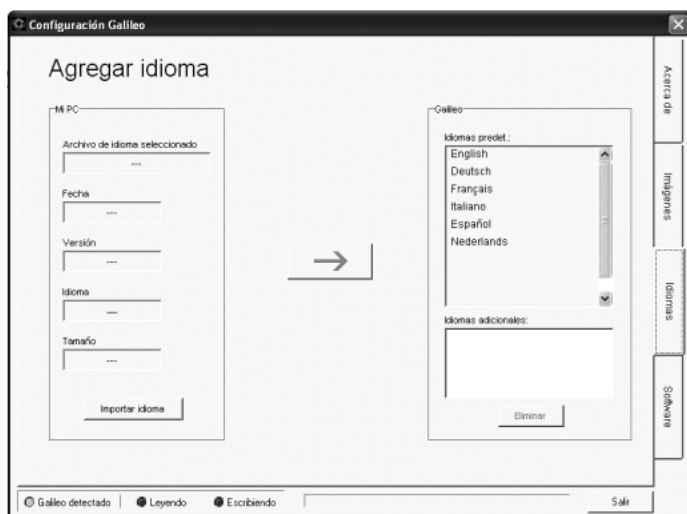 Configuración Galileo
Agregar idioma
Mi PC
Archivo de idioma seleccionado
---
Fecha
---
Versión
---
Idioma
---
Tamaño
---
Importar idioma
Galileo
Idiomas predet.:
English
Deutsch
Français
Italiano
Español
Nederlands
Idiomas adicionales:
Eliminar
Acerca de
Imágenes
Idiomas
Software
Galileo detectado
Leyendo
Escribiendo
Salir